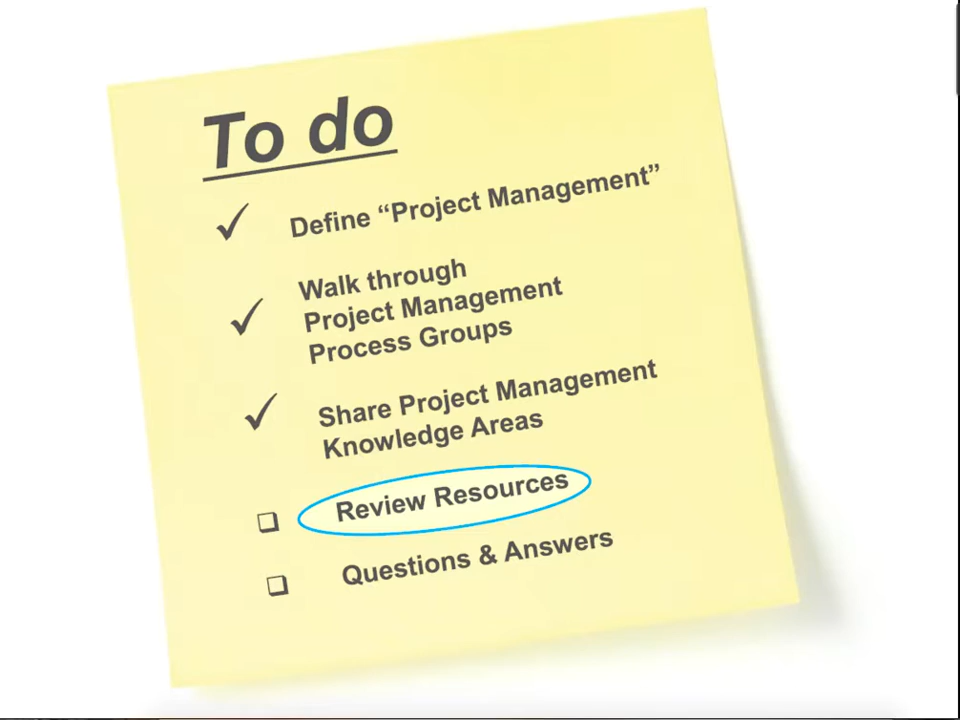 To do
✓ Define “Project Management”
✓ Walk through
Project Management
Process Groups
✓ Share Project Management
Knowledge Areas
❑ Review Resources
❑ Questions & Answers